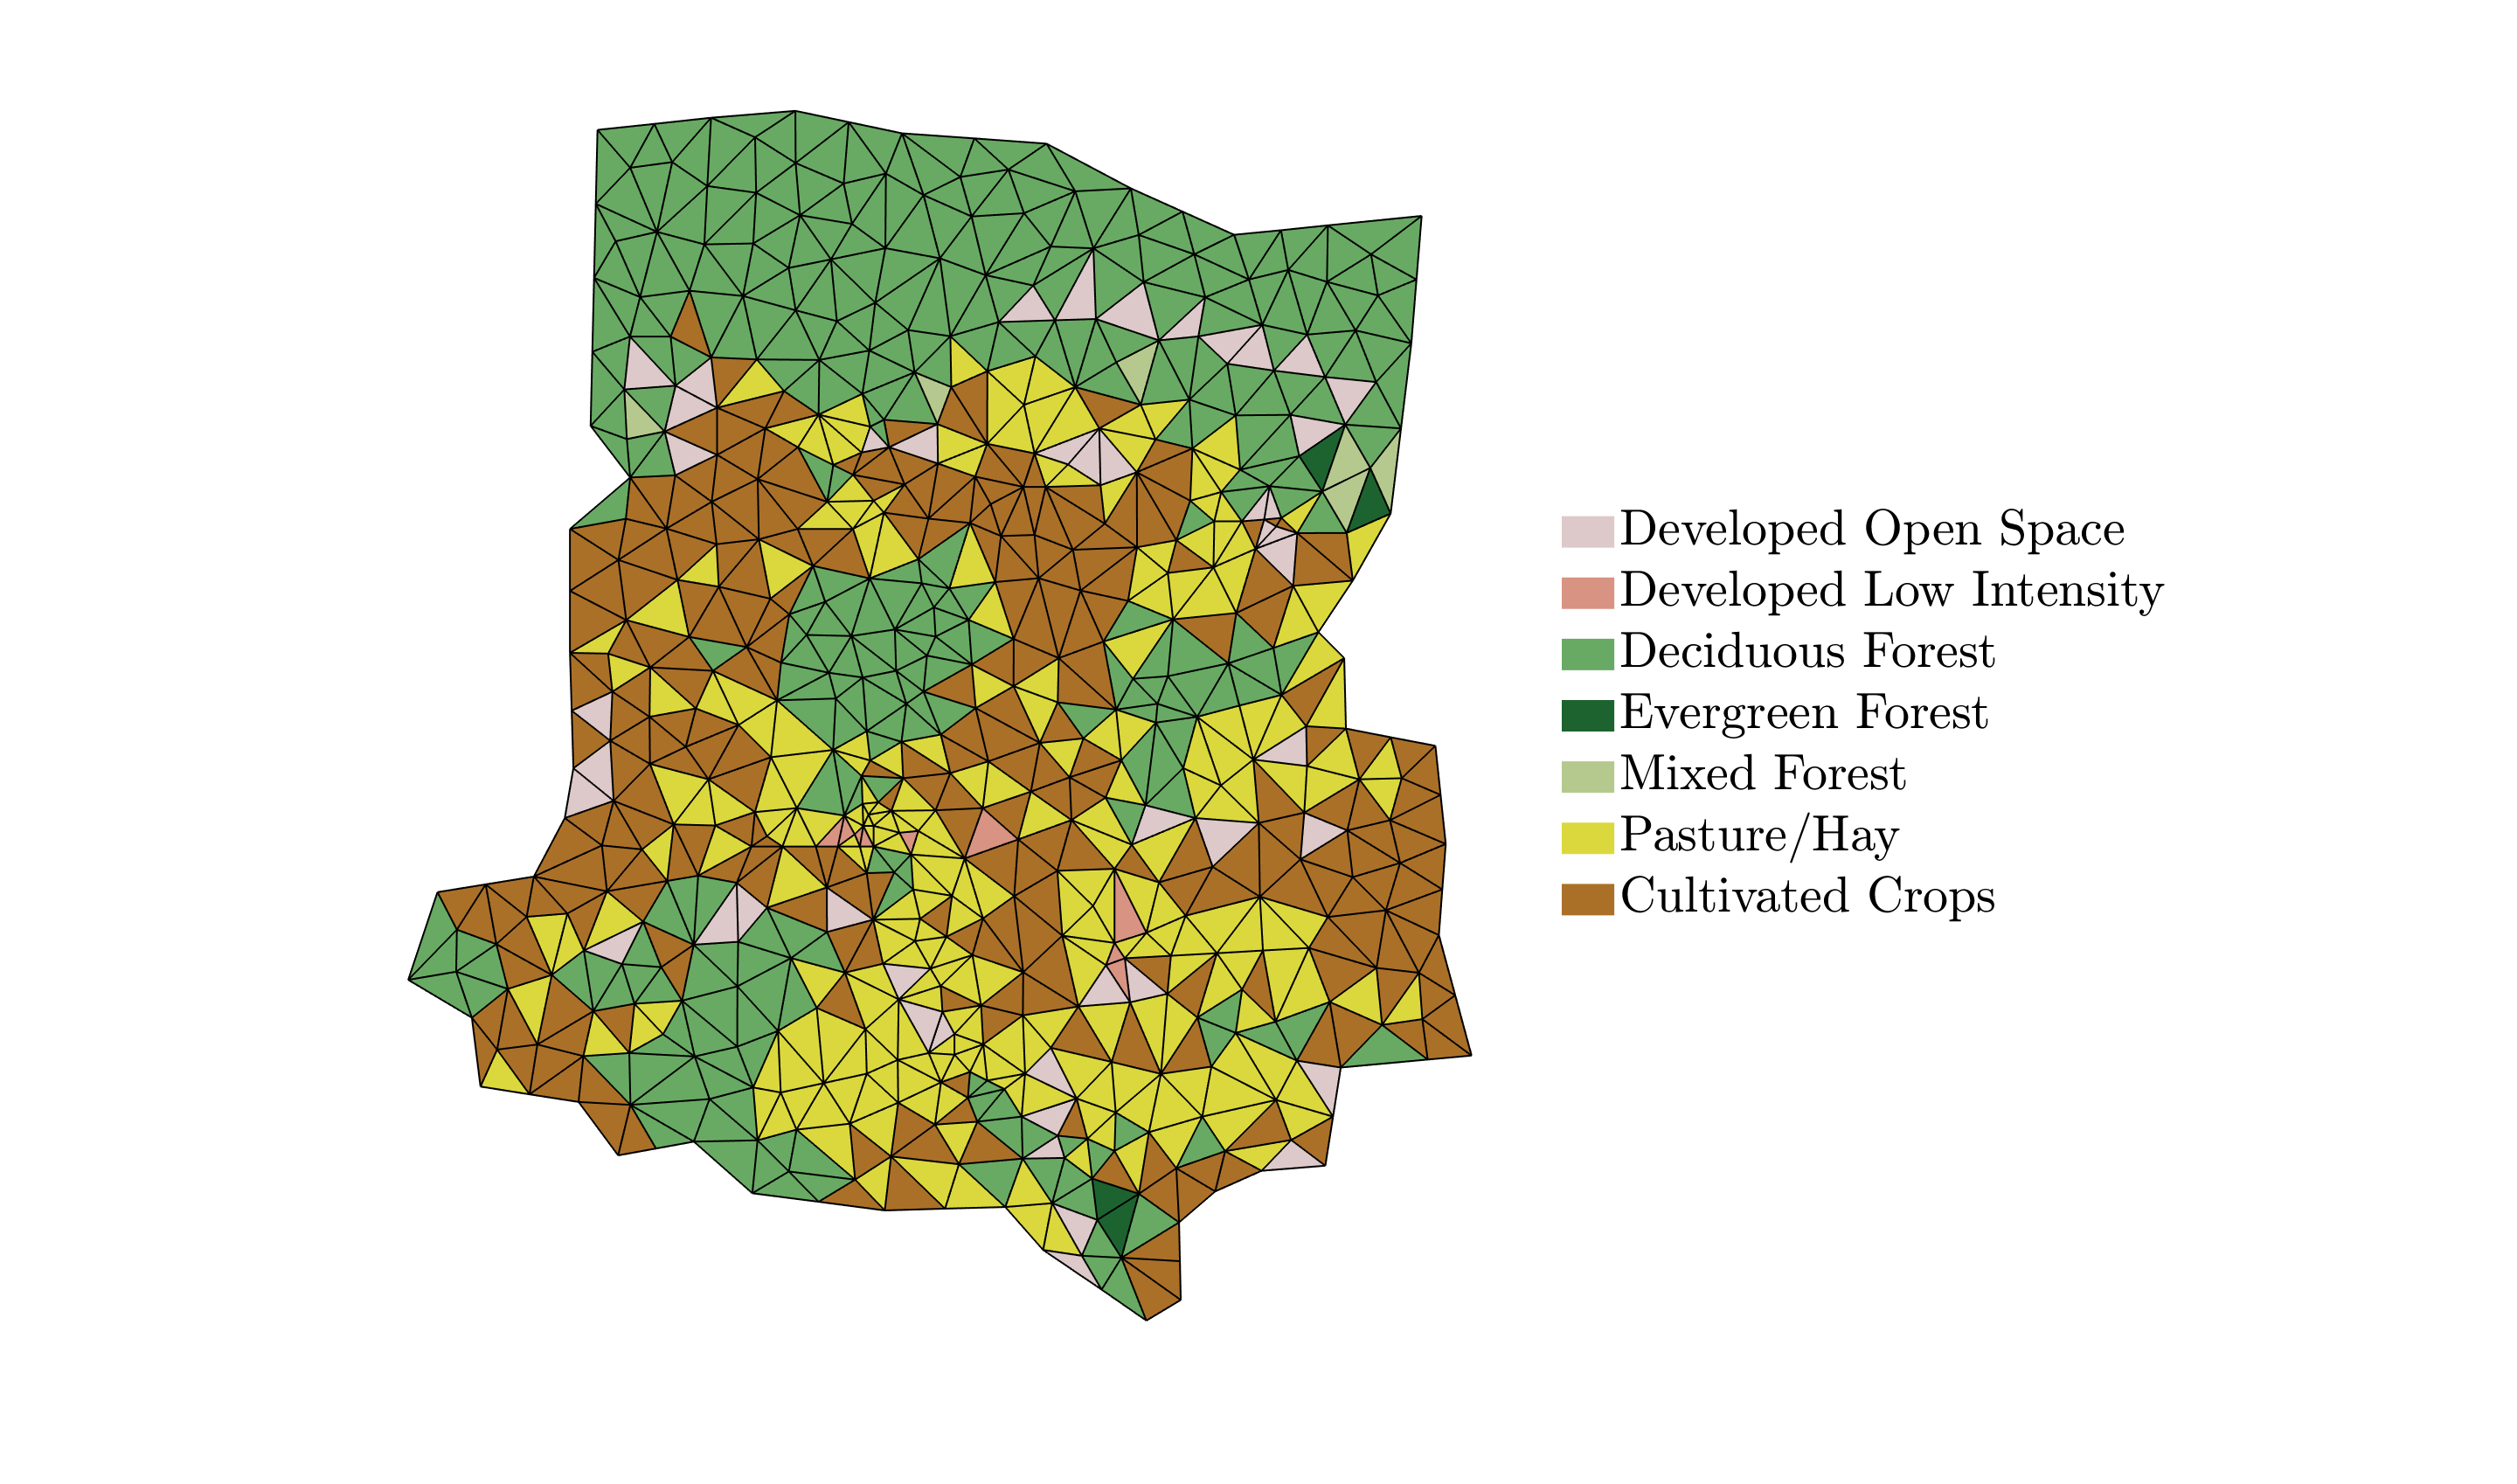 Developed Open Space
Developed Low Intensity
Deciduous Forest
Evergreen Forest
Mixed Forest
Pasture/Hay
Cultivated Crops